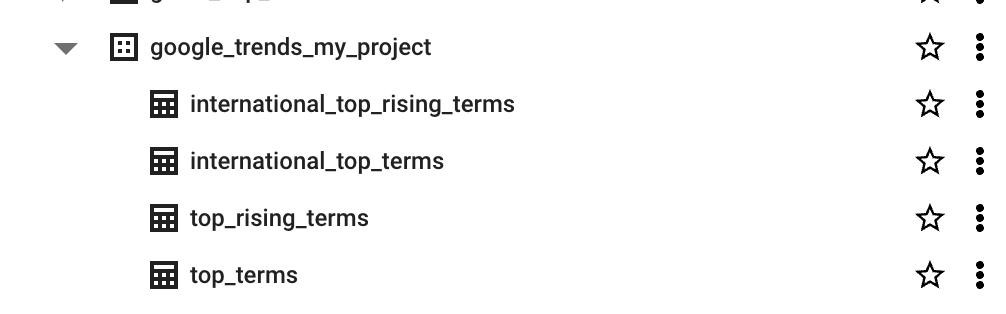 google_trends_my_project
international_top_rising_terms
international_top_terms
top_rising_terms
top_terms